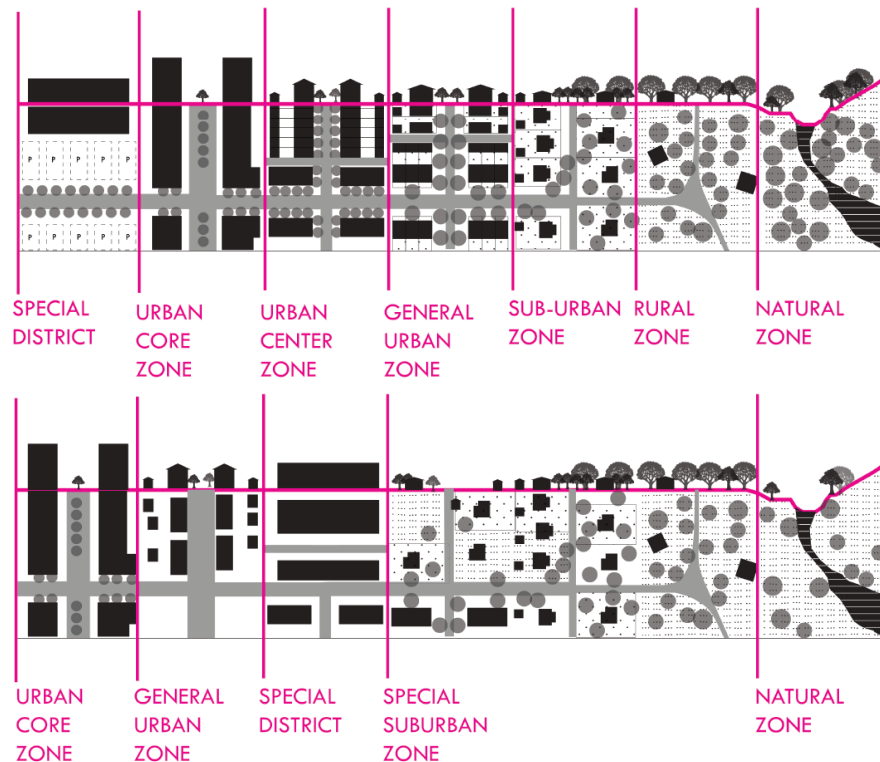 P P P P P
P P P P P
SPECIAL
DISTRICT
URBAN
CORE
ZONE
URBAN
CENTER
ZONE
GENERAL
URBAN
ZONE
SUB-URBAN
ZONE
RURAL
ZONE
NATURAL
ZONE
URBAN
CORE
ZONE
GENERAL
URBAN
ZONE
SPECIAL
DISTRICT
SPECIAL
SUBURBAN
ZONE
NATURAL
ZONE